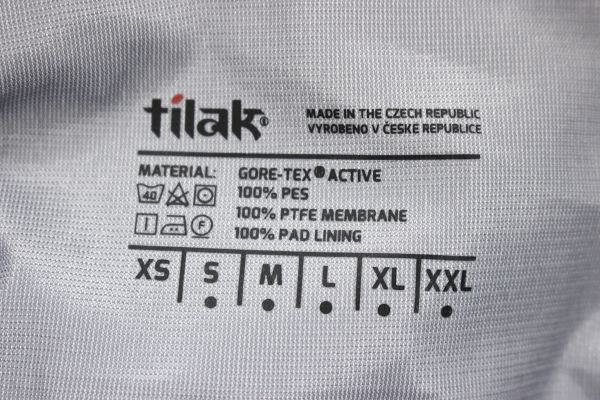 tilak®
MADE IN THE CZECH REPUBLIC
VYROBENO V ČESKÉ REPUBLICE
MATERIAL: GORE-TEX® ACTIVE
100% PES
100% PTFE MEMBRANE
100% PAD LINING
40
F
XS S M L XL XXL